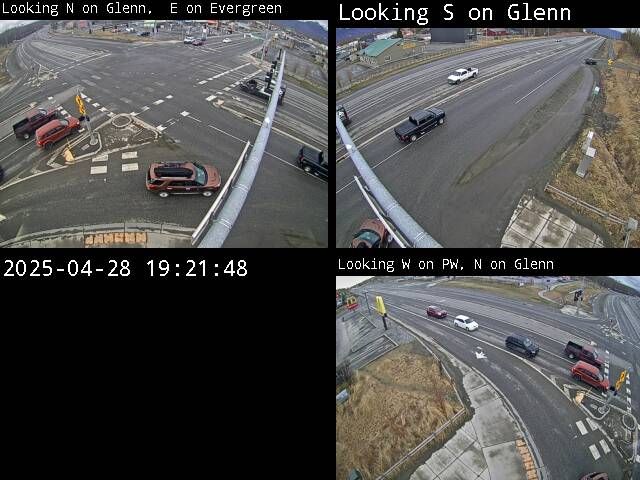 Looking N on Glenn,  E on Evergreen
Looking S on Glenn
2025-04-28 19:21:48
Looking W on PW, N on Glenn